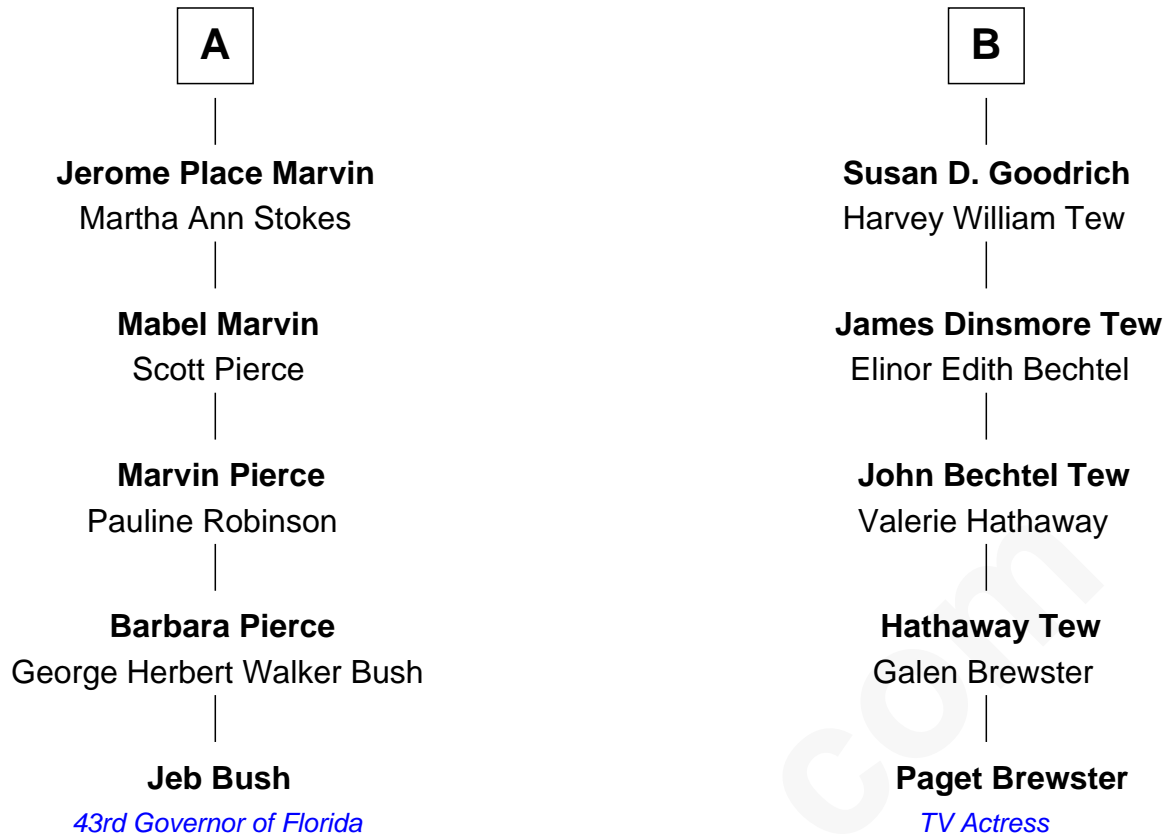 A
Jerome Place Marvin
Martha Ann Stokes
Mabel Marvin
Scott Pierce
Marvin Pierce
Pauline Robinson
Barbara Pierce
George Herbert Walker Bush
Jeb Bush
43rd Governor of Florida
B
Susan D. Goodrich
Harvey William Tew
James Dinsmore Tew
Elinor Edith Bechtel
John Bechtel Tew
Valerie Hathaway
Hathaway Tew
Galen Brewster
Paget Brewster
TV Actress
com